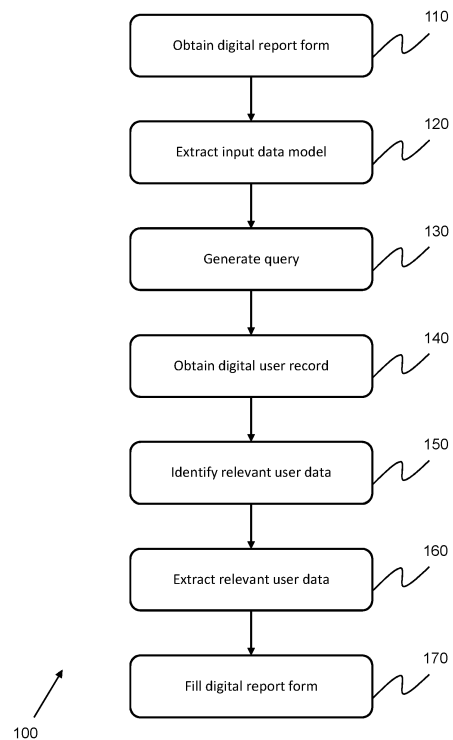 110
Obtain digital report form
120
Extract input data model
130
Generate query
140
Obtain digital user record
150
Identify relevant user data
160
Extract relevant user data
170
Fill digital report form
100